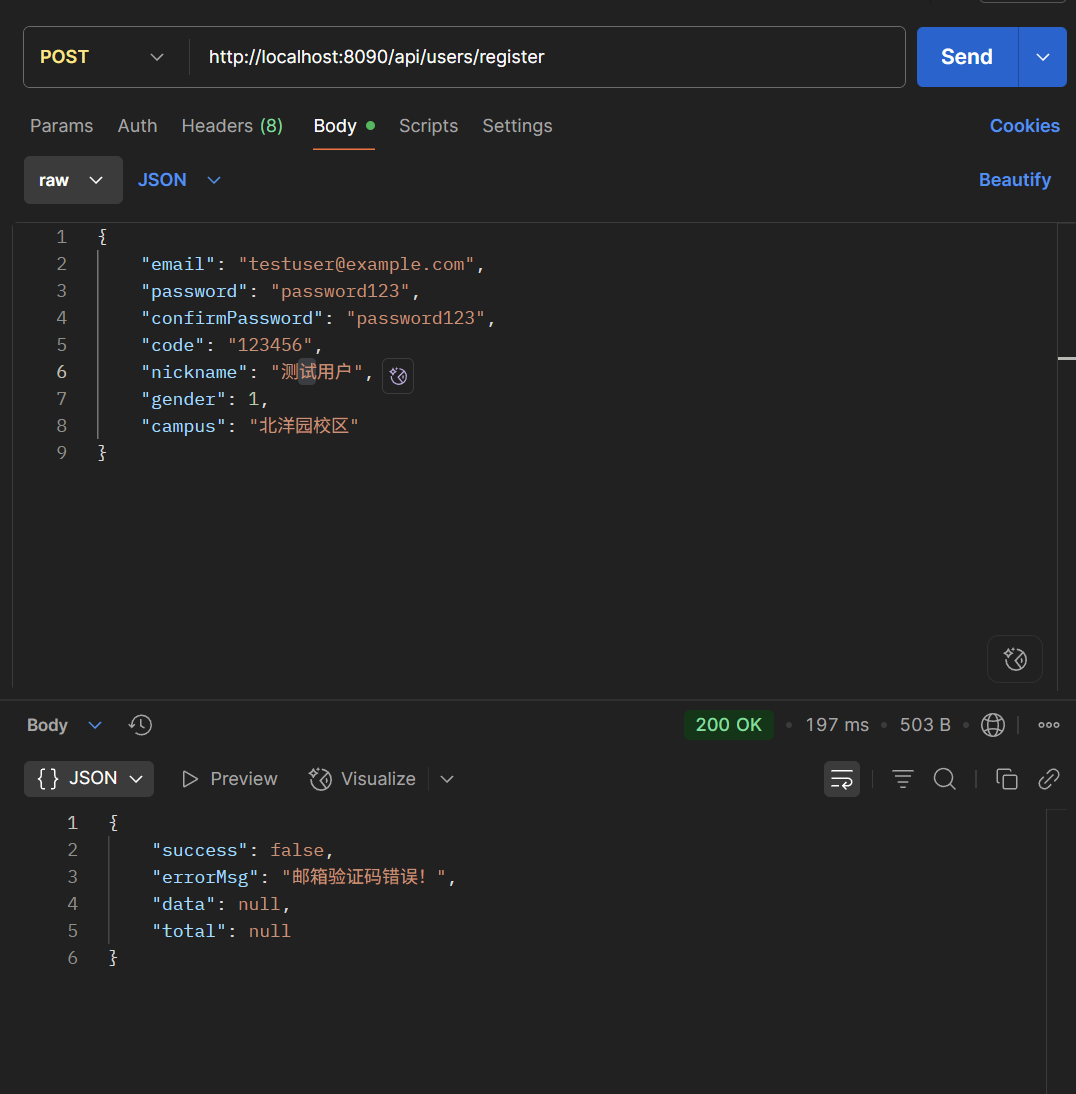 POST http://localhost:8090/api/users/register Send
Params Auth Headers (8) Body Scripts Settings Cookies
raw JSON Beautify
1 {
2 "email": "testuser@example.com",
3 "password": "password123",
4 "confirmPassword": "password123",
5 "code": "123456",
6 "nickname": "测试用户",
7 "gender": 1,
8 "campus": "北洋园校区"
9 }
Body 200 OK 197 ms 503 B
{} JSON Preview Visualize
1 {
2 "success": false,
3 "errorMsg": "邮箱验证码错误！",
4 "data": null,
5 "total": null
6 }